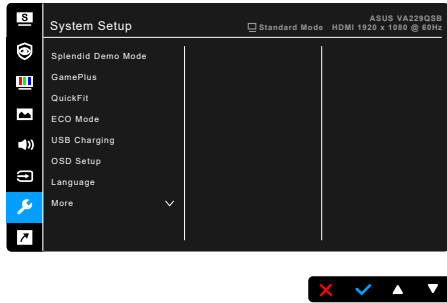 S
System Setup
ASUS VA229QSB
Standard Mode HDMI 1920 x 1080 @ 60Hz
Splendid Demo Mode
GamePlus
QuickFit
ECO Mode
USB Charging
OSD Setup
Language
More